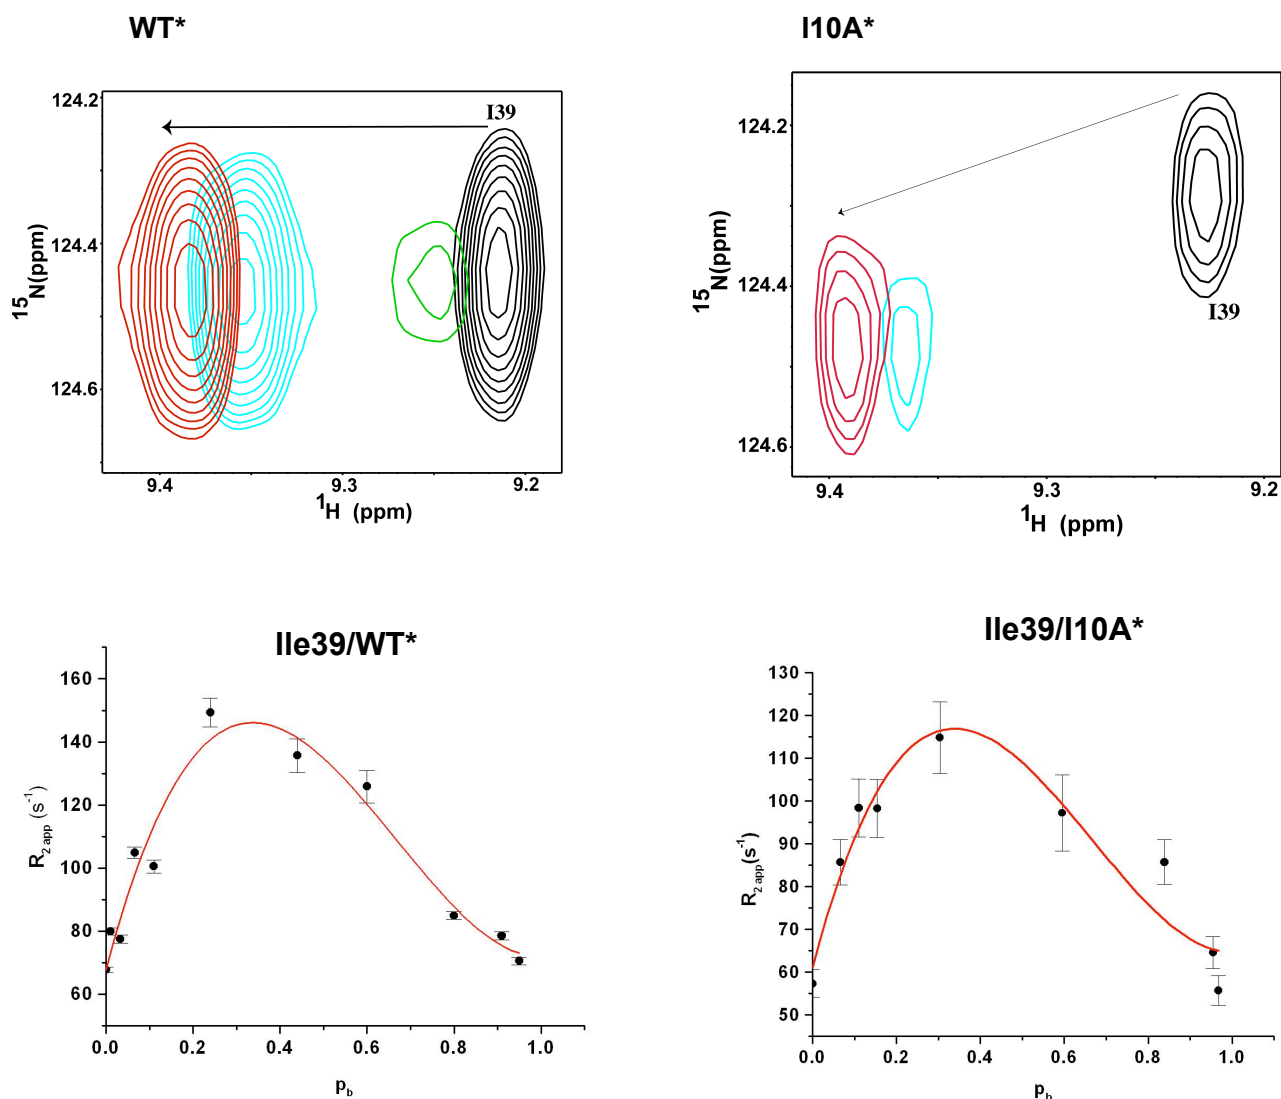 WT*
124.2
124.4
124.6
15N(ppm)
I39
9.4
9.3
9.2
1H (ppm)
I10A*
124.2
124.4
124.6
15N(ppm)
I39
9.4
9.3
9.2
1H (ppm)
Ile39/WT*
160
140
120
100
80
60
R2 app (s-1)
0.0
0.2
0.4
0.6
0.8
1.0
pb
Ile39/I10A*
130
120
110
100
90
80
70
60
50
R2 app(s-1)
0.0
0.2
0.4
0.6
0.8
1.0
pb